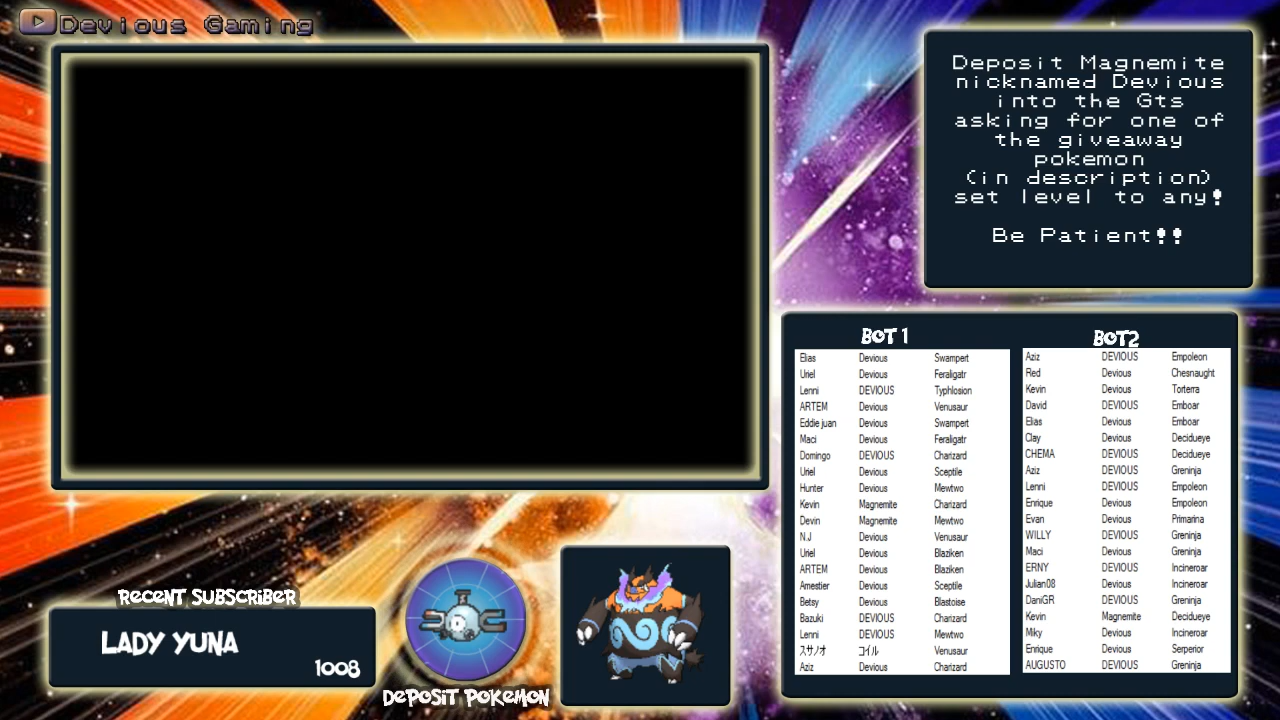 Devious Gaming
Deposit Magnemite
nicknamed Devious
into the Gts
asking for one of
the giveaway
pokemon
(in description)
set level to any!
Be Patient!!
BOT 1
Elias Devious Swampert
Uriel Devious Feraligatr
Lenni DEVIOUS Typhlosion
ARTEM Devious Venusaur
Eddie juan Devious Swampert
Maci Devious Feraligatr
Domingo DEVIOUS Charizard
Uriel Devious Sceptile
Hunter Devious Mewtwo
Kevin Magnemite Charizard
Devin Magnemite Mewtwo
N.J Devious Venusaur
Uriel Devious Blaziken
ARTEM Devious Blaziken
Amestier Devious Sceptile
Betsy Devious Blastoise
Bazuki DEVIOUS Charizard
Lenni DEVIOUS Mewtwo
スサノオ コイル Venusaur
Aziz Devious Charizard
BOT2
Aziz DEVIOUS Empoleon
Red Devious Chesnaught
Kevin Devious Torterra
David DEVIOUS Emboar
Elias Devious Emboar
Clay Devious Decidueye
CHEMA DEVIOUS Decidueye
Aziz DEVIOUS Greninja
Lenni DEVIOUS Empoleon
Enrique Devious Empoleon
Evan Devious Primarina
WILLY DEVIOUS Greninja
Maci Devious Greninja
ERNY DEVIOUS Incineroar
Julian08 Devious Incineroar
DaniGR DEVIOUS Greninja
Kevin Magnemite Decidueye
Miky Devious Incineroar
Enrique Devious Serperior
AUGUSTO DEVIOUS Greninja
RECENT SUBSCRIBER
LADY YUNA
1008
DEPOSIT POKEMON